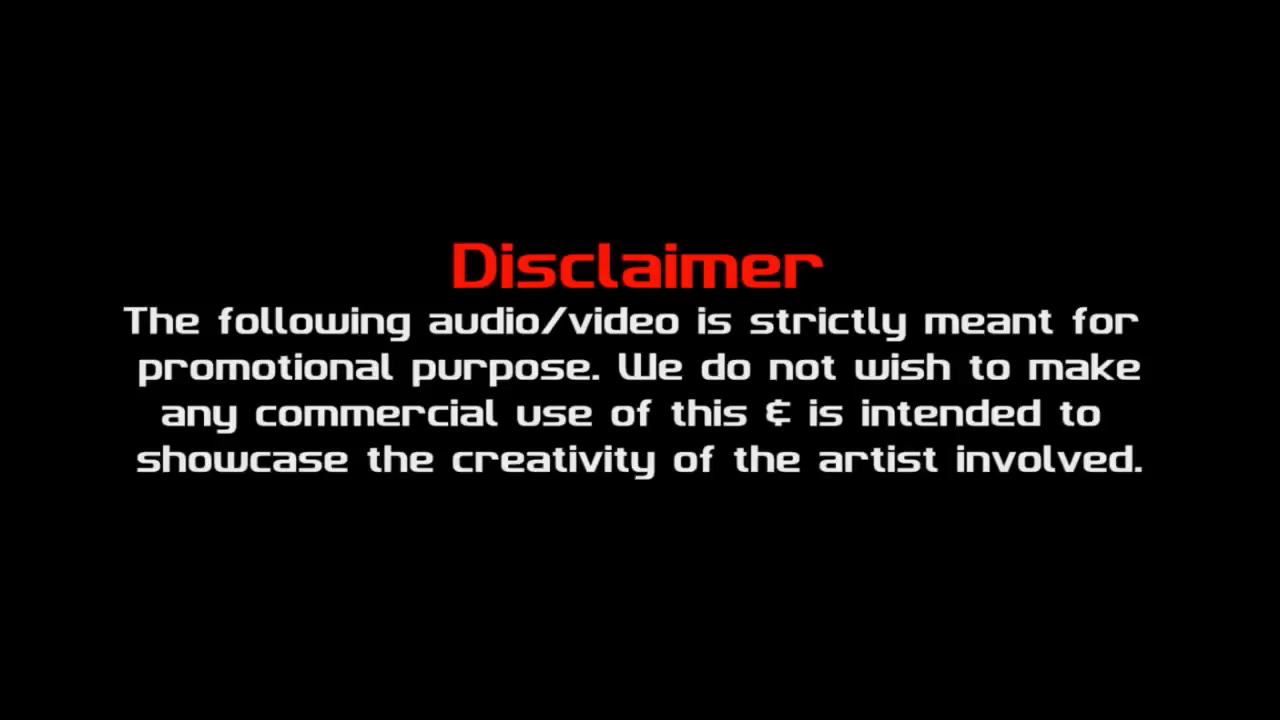 Disclaimer
The following audio/video is strictly meant for
promotional purpose. We do not wish to make
any commercial use of this & is intended to
showcase the creativity of the artist involved.